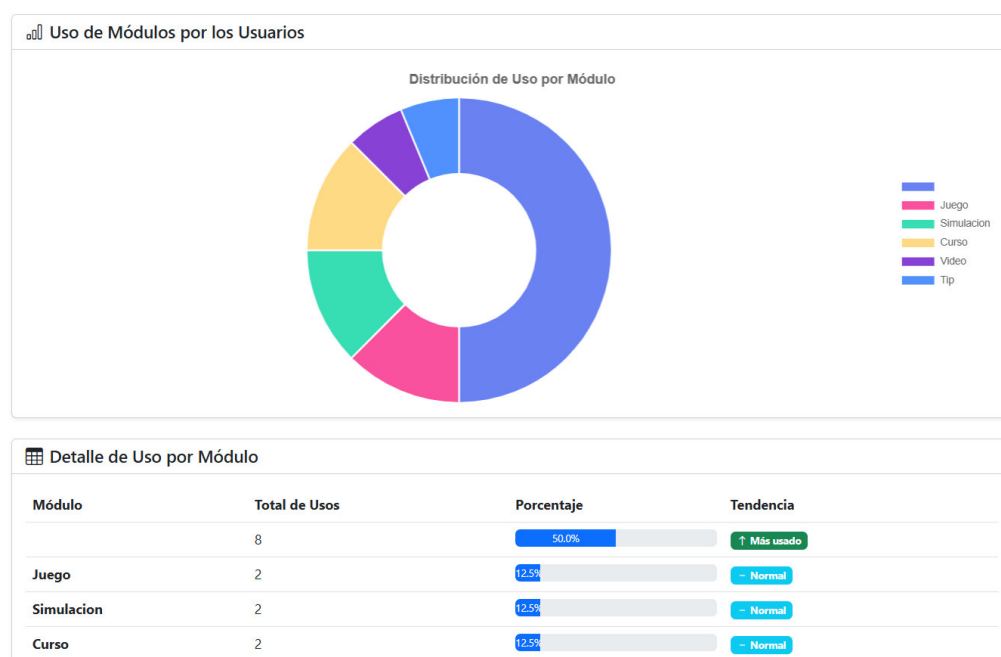 Uso de Módulos por los Usuarios
Distribución de Uso por Módulo
Juego
Simulacion
Curso
Video
Tip
Detalle de Uso por Módulo
Módulo Total de Usos Porcentaje Tendencia
8 50.0% ↑ Más usado
Juego 2 12.5% − Normal
Simulacion 2 12.5% − Normal
Curso 2 12.5% − Normal